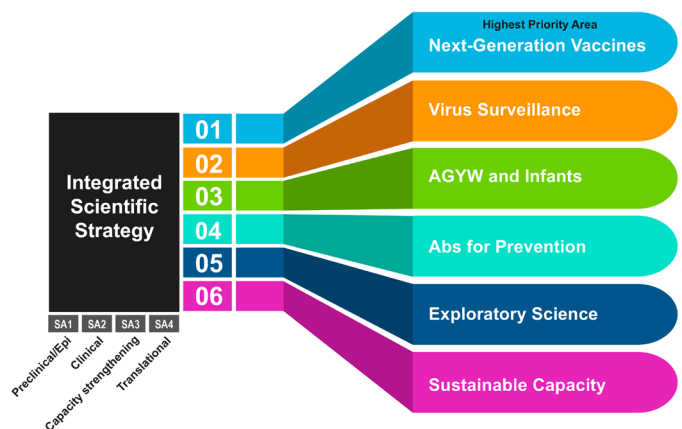 Highest Priority Area
Next-Generation Vaccines
01
Virus Surveillance
02
Integrated
Scientific
Strategy
03
AGYW and Infants
04
Abs for Prevention
05
Exploratory Science
06
Sustainable Capacity
SA1 SA2 SA3 SA4
Preclinical/Epi
Clinical
Capacity strengthening
Translational